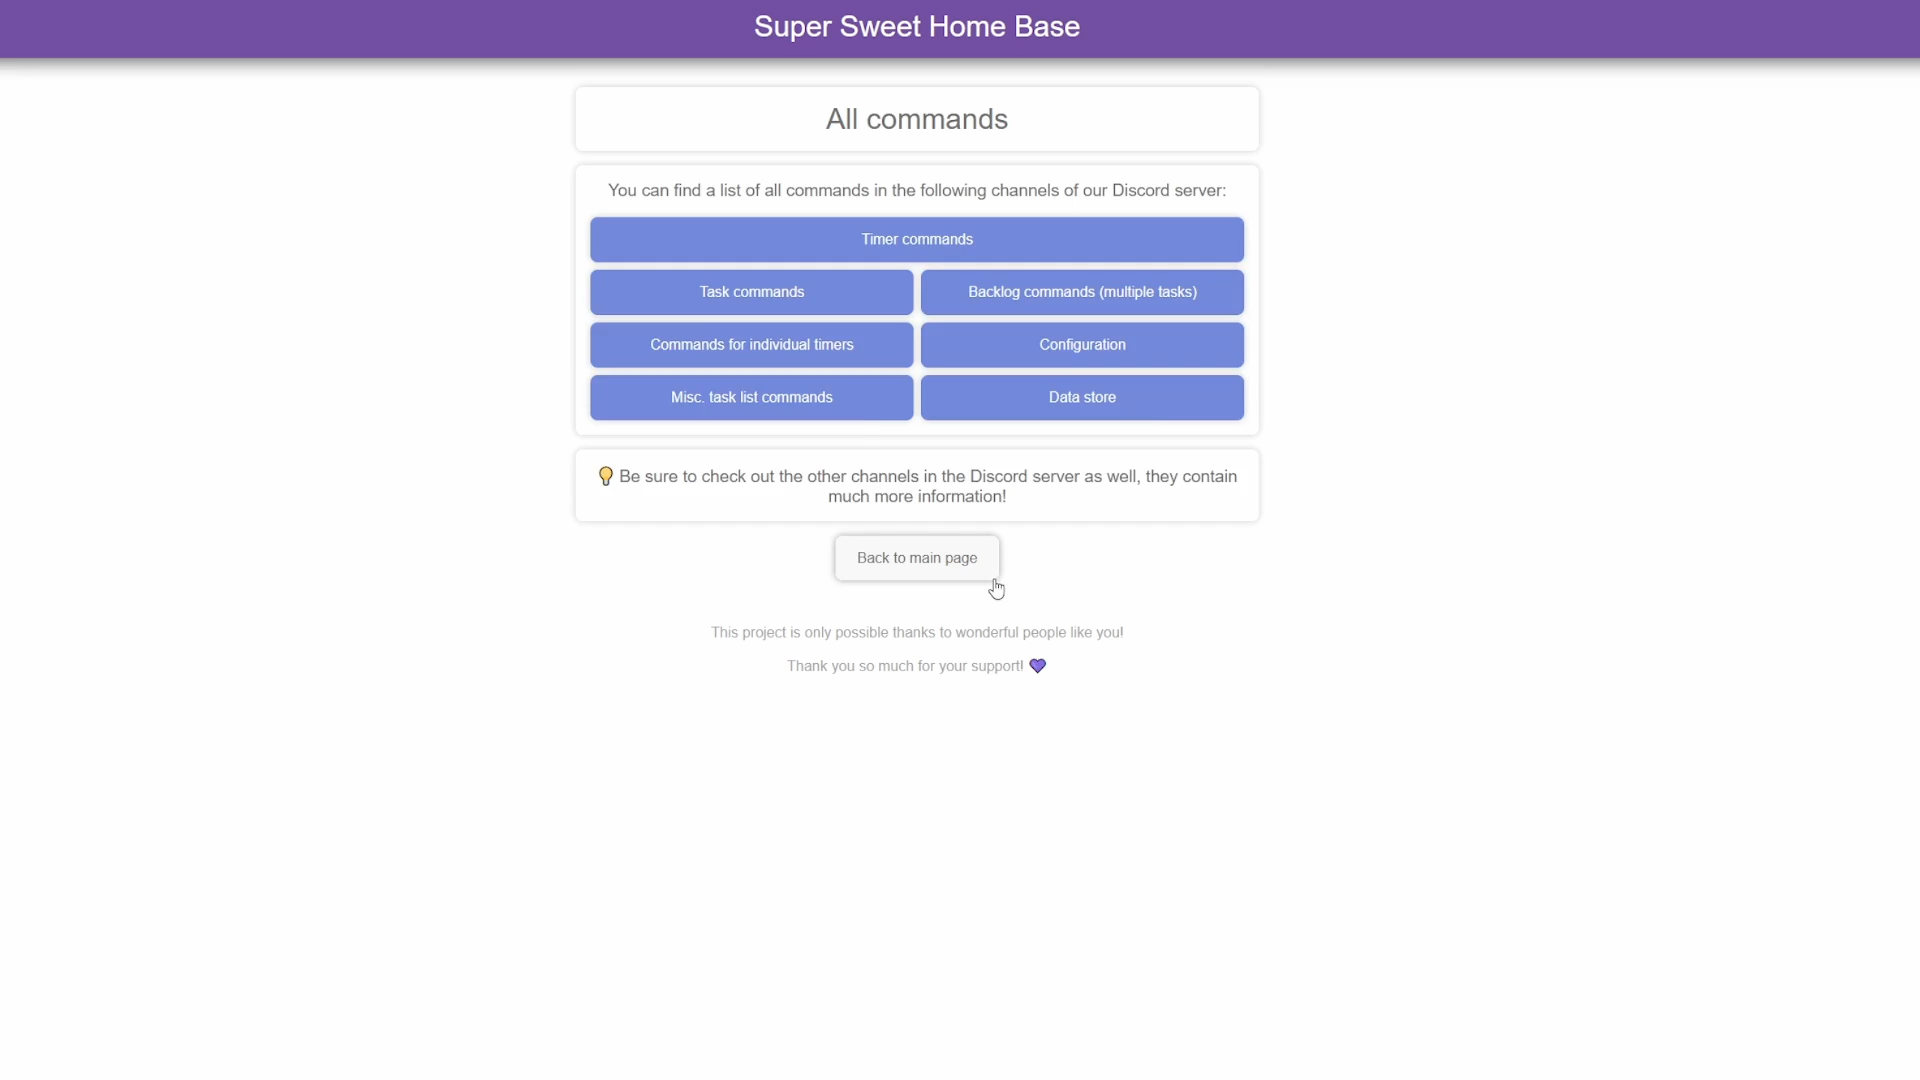 Super Sweet Home Base
All commands
You can find a list of all commands in the following channels of our Discord server:
Timer commands
Task commands
Backlog commands (multiple tasks)
Commands for individual timers
Configuration
Misc. task list commands
Data store
Be sure to check out the other channels in the Discord server as well, they contain
much more information!
Back to main page
This project is only possible thanks to wonderful people like you!
Thank you so much for your support!